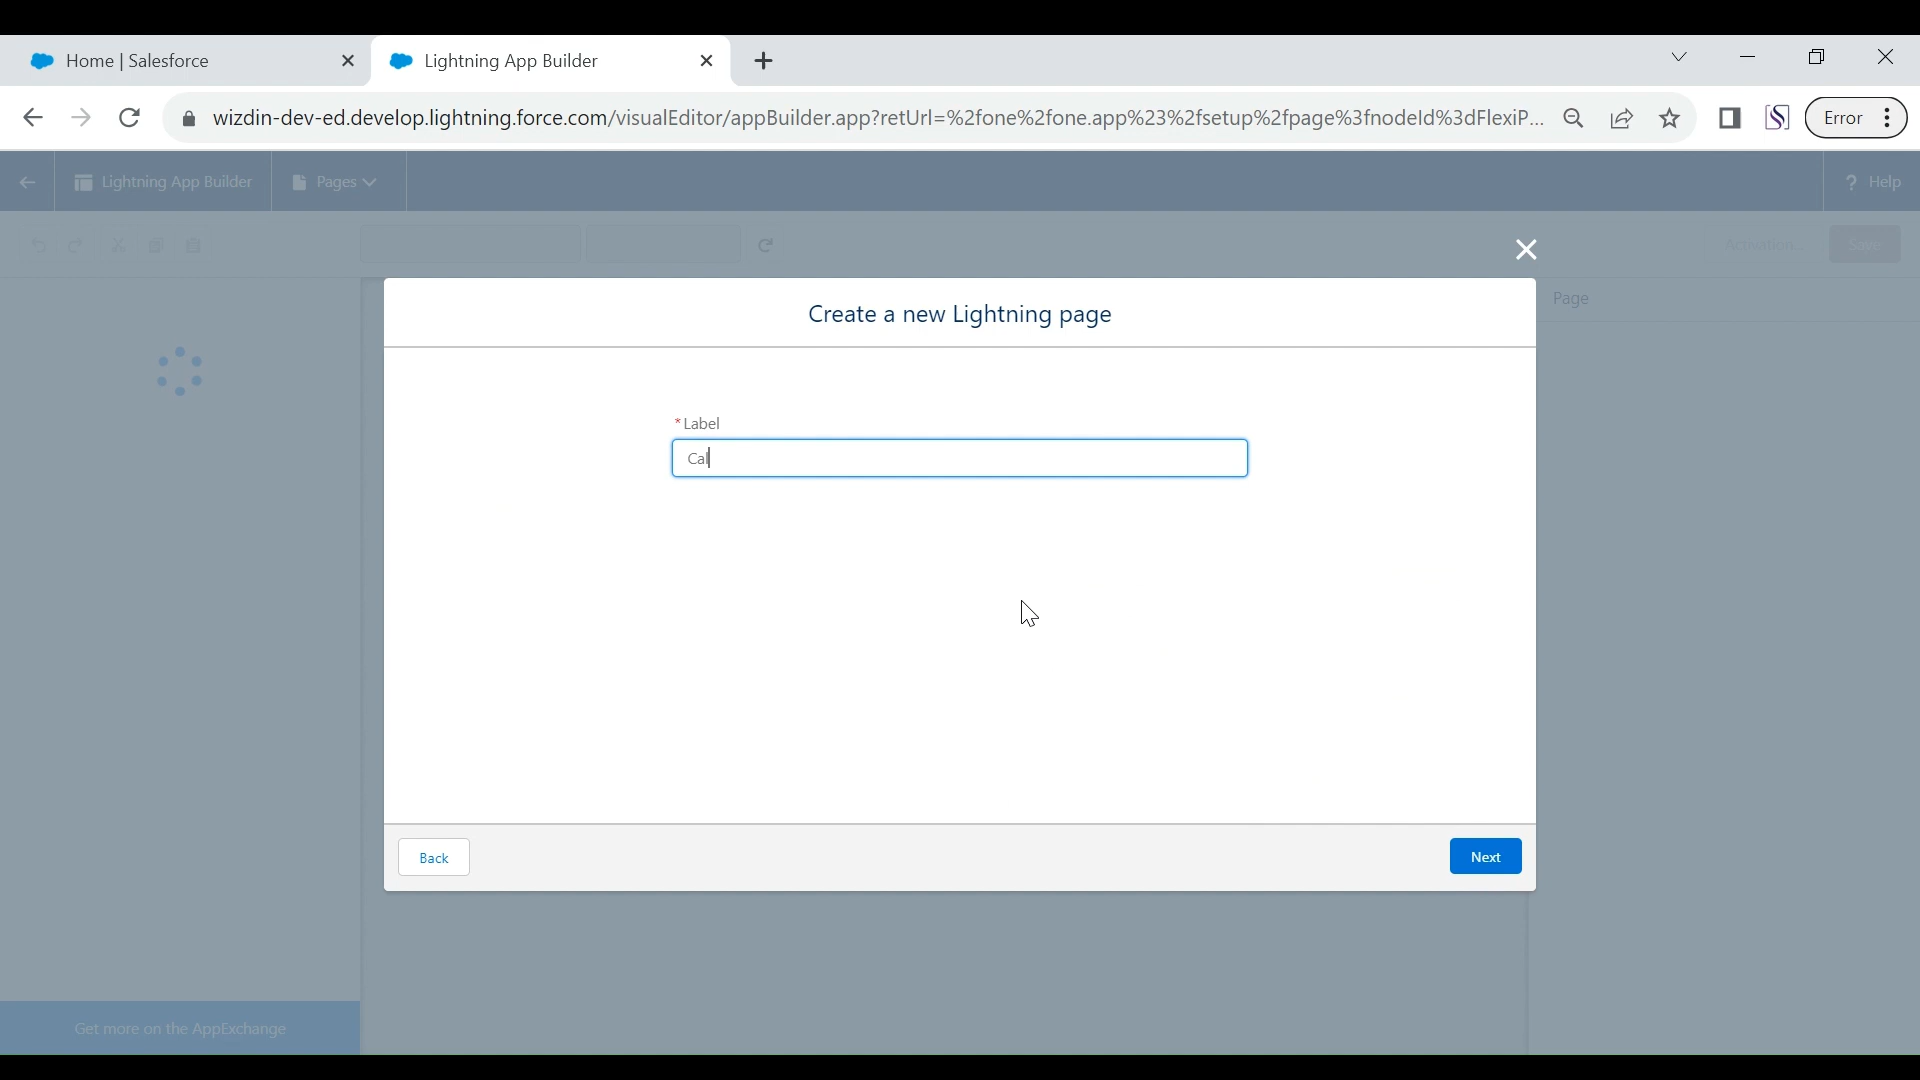 Home | Salesforce
Lightning App Builder
wizdin-dev-ed.develop.lightning.force.com/visualEditor/appBuilder.app?retUrl=%2fone%2fone.app%23%2fsetup%2fpage%3fnodeId%3dFlexiP...
Error
Lightning App Builder
Pages
? Help
Activation...
Save
Create a new Lightning page
Page
* Label
Cal
Back
Next
Get more on the AppExchange